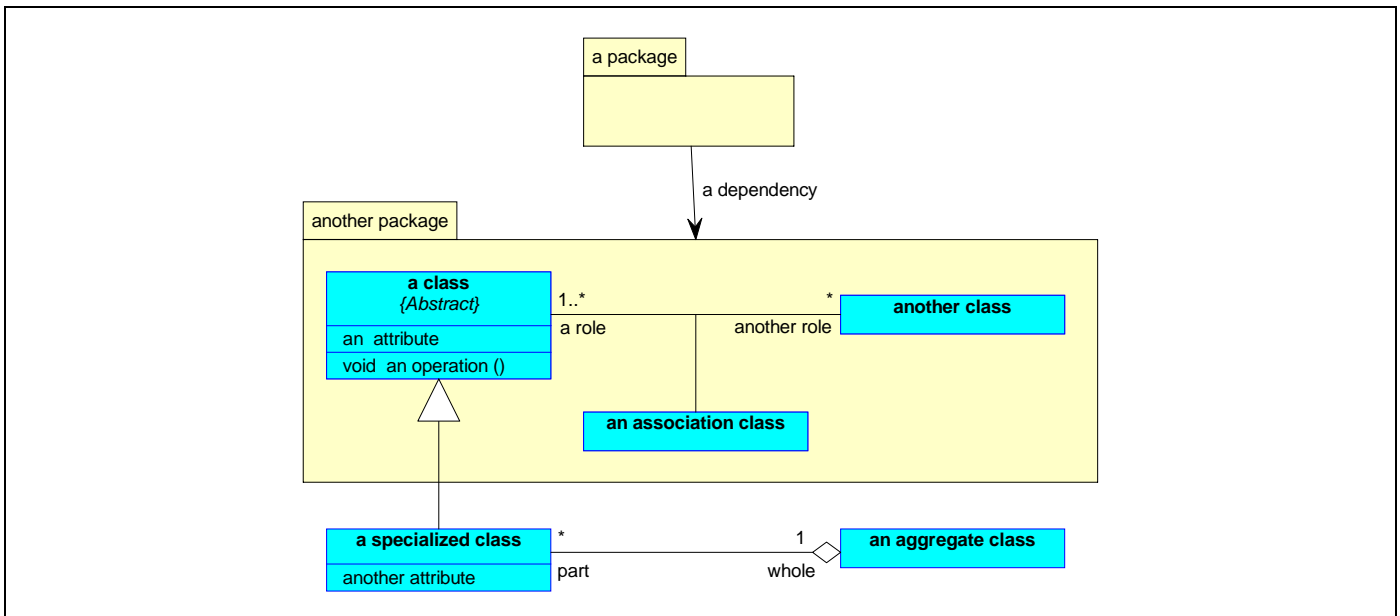 a package
a dependency
another package
a class
{Abstract}
an  attribute
void  an operation ()
1..*
a role
*
another role
another class
an association class
a specialized class
another attribute
*
part
1
whole
an aggregate class